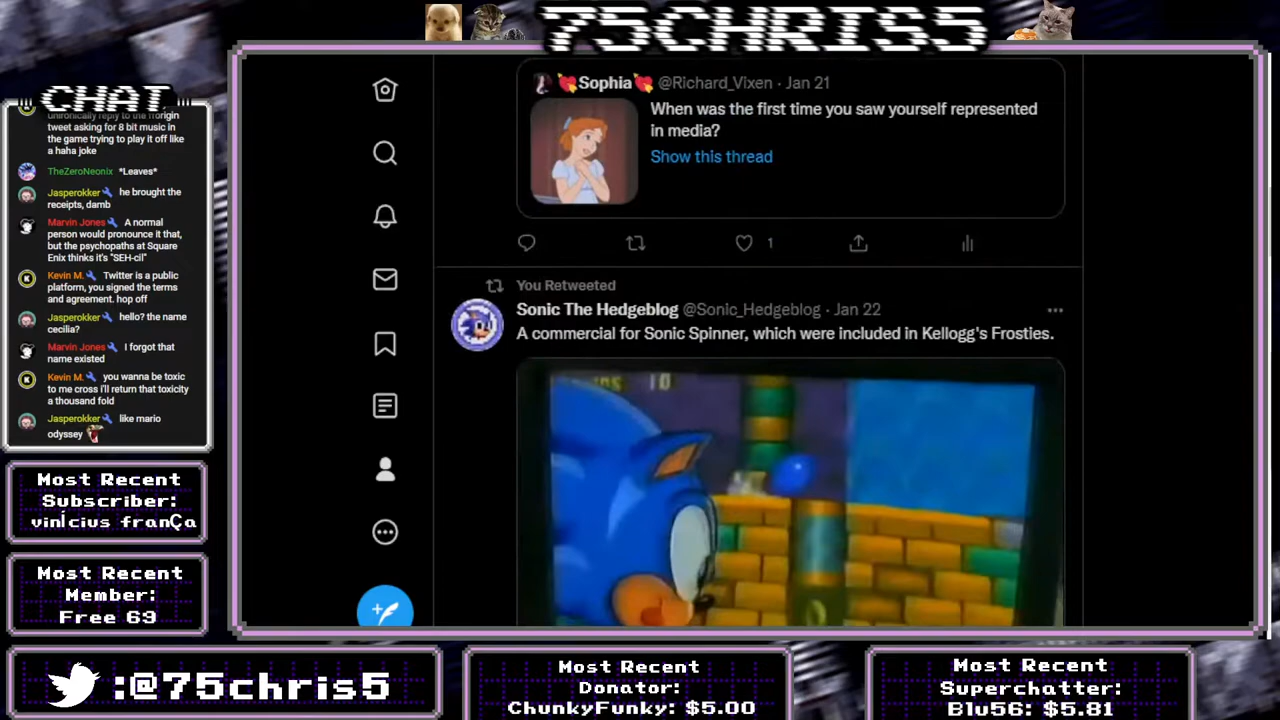 75CHRIS5
CHAT
unironically reply to the
tweet asking for 8 bit music in
the game trying to play it off like
a haha joke
TheZeroNeonix *Leaves*
Jasperokker he brought the
receipts, damb
Marvin Jones A normal
person would pronounce it that,
but the psychopaths at Square
Enix thinks it's "SEH-cil"
Kevin M. Twitter is a public
platform, you signed the terms
and agreement. hop off
Jasperokker hello? the name
cecilia?
Marvin Jones I forgot that
name existed
Kevin M. you wanna be toxic
to me cross i'll return that toxicity
a thousand fold
Jasperokker like mario
odyssey
Most Recent
Subscriber:
vinícius franÇa
Most Recent
Member:
Free 69
:@75chris5
Most Recent
Donator:
ChunkyFunky: $5.00
Most Recent
Superchatter:
Blu56: $5.81
Sophia @Richard_Vixen · Jan 21
When was the first time you saw yourself represented
in media?
Show this thread
1
You Retweeted
Sonic The Hedgeblog @Sonic_Hedgeblog · Jan 22
A commercial for Sonic Spinner, which were included in Kellogg's Frosties.
10